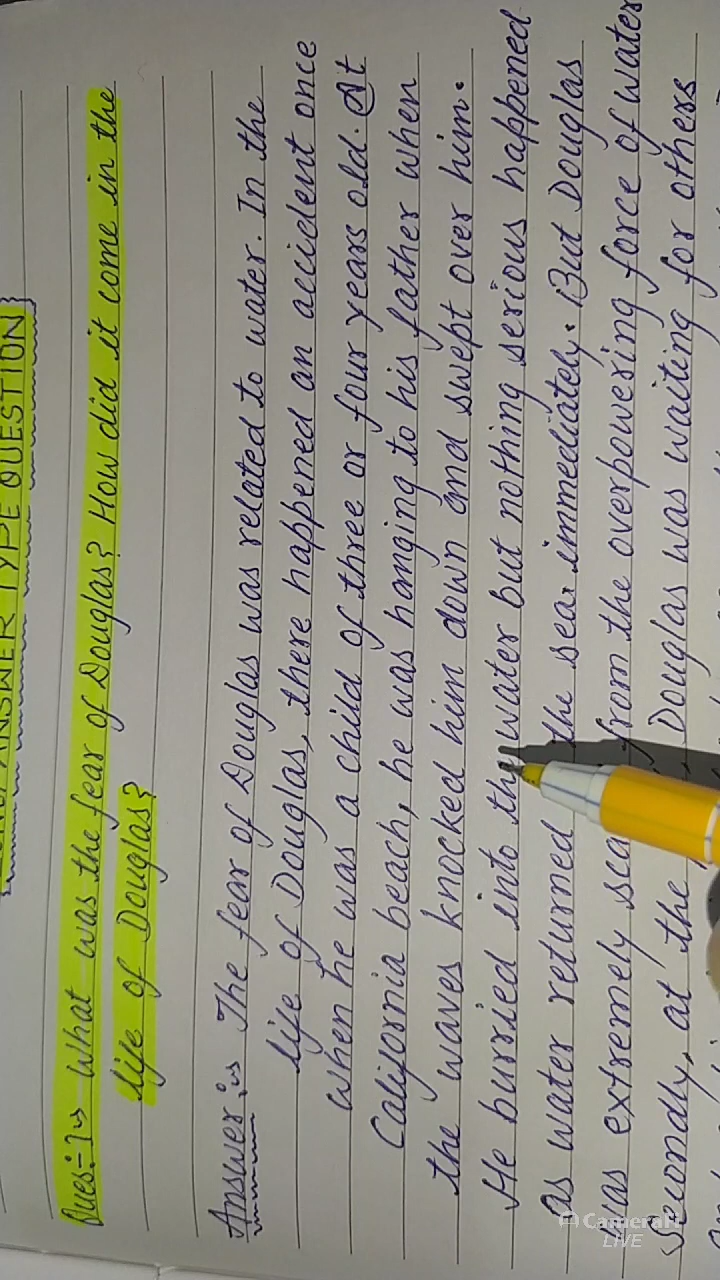 ANSWER TYPE QUESTION
Ques:-1:→ What was the fear of Douglas? How did it come in the
life of Douglas?
Answer:→ The fear of Douglas was related to water. In the
life of Douglas, there happened an accident once
when he was a child of three or four years old. At
California beach, he was hanging to his father when
the waves knocked him down and swept over him.
He burried into the water but nothing serious happened
as water returned the sea immediately. But Douglas
was extremely from the overpowering force of water
Secondly, at the Douglas was waiting for others
CameraFi
LIVE